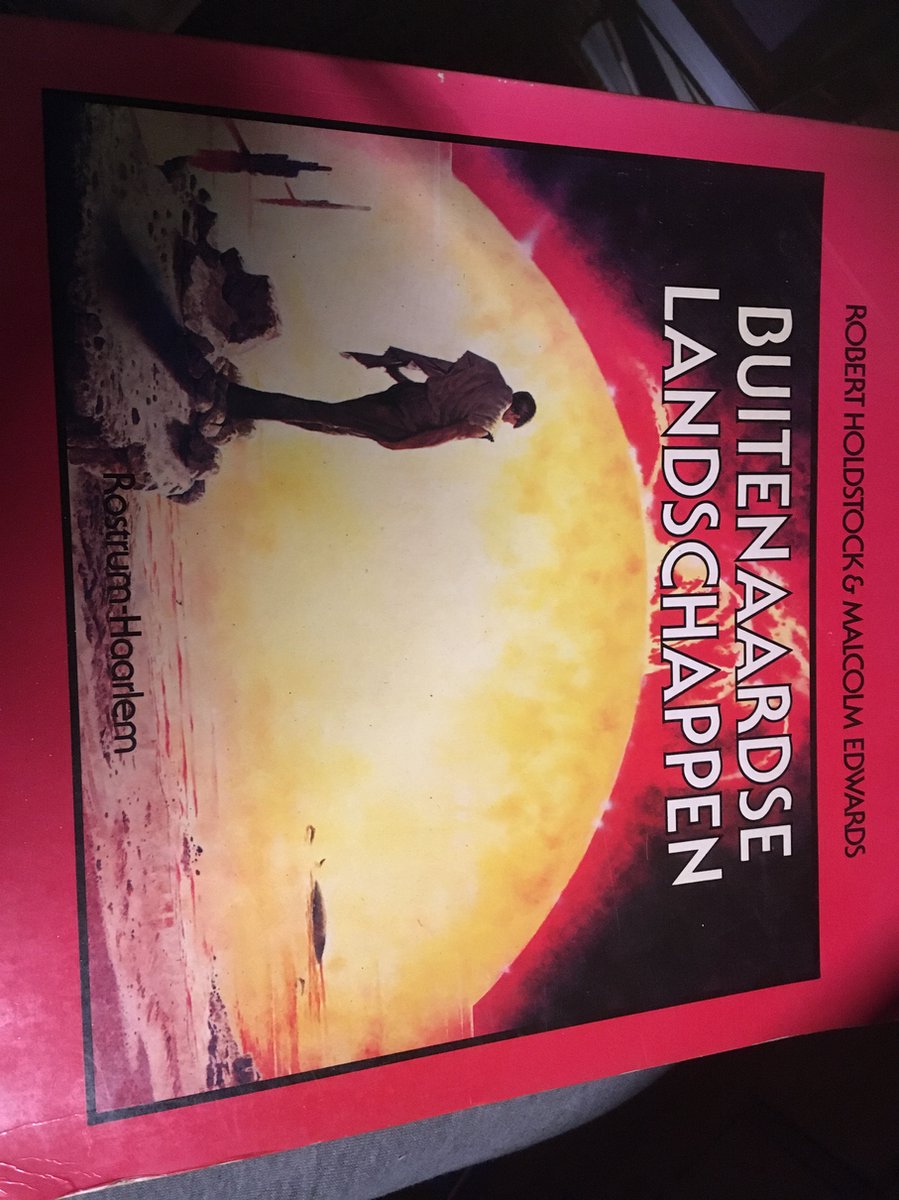 ROBERT HOLDSTOCK & MALCOLM EDWARDS
BUITENAARDSE
LANDSCHAPPEN
Rostrum-Haarlem